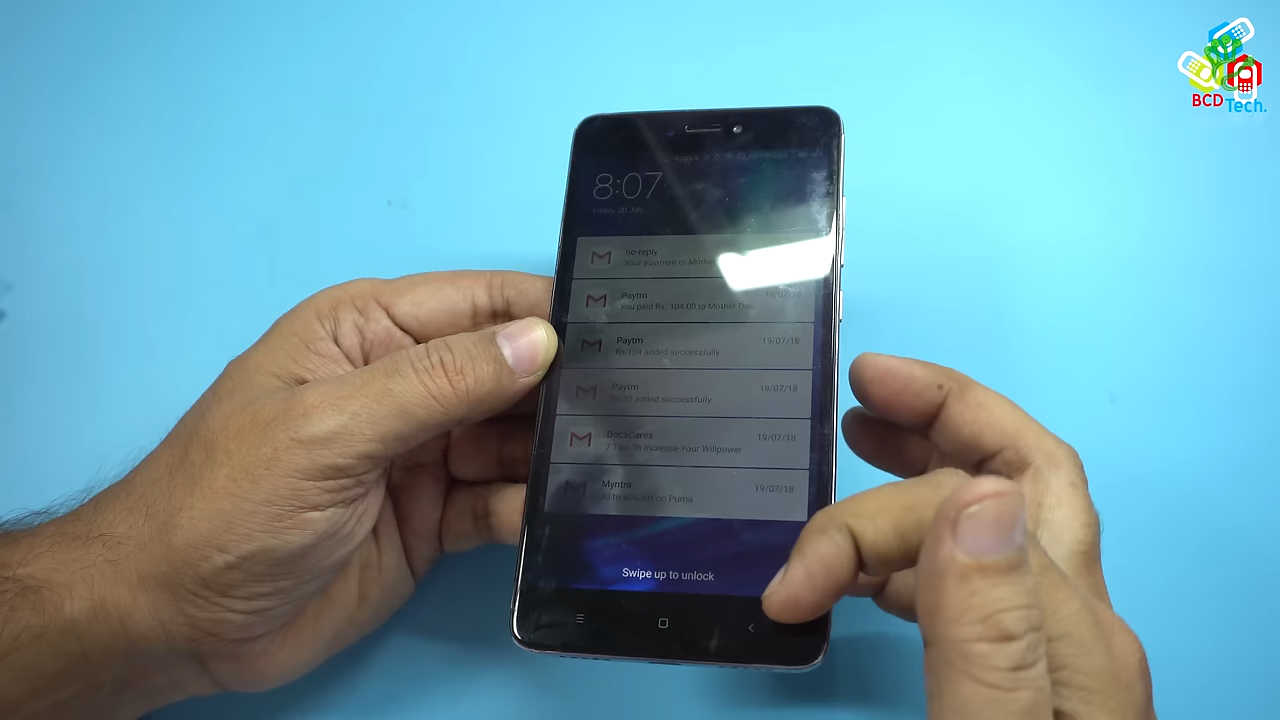 BCD Tech.
8:07
Friday, 20 July
no-reply
Your payment to Mother
Paytm 19/07/18
You paid Rs. 104.00 to Mother Dai..
Paytm 19/07/18
Rs.104 added successfully
Paytm 19/07/18
added successfully
DocsCares 19/07/18
7 Tips To Increase Your Willpower
Myntra 19/07/18
off on Puma
Swipe up to unlock